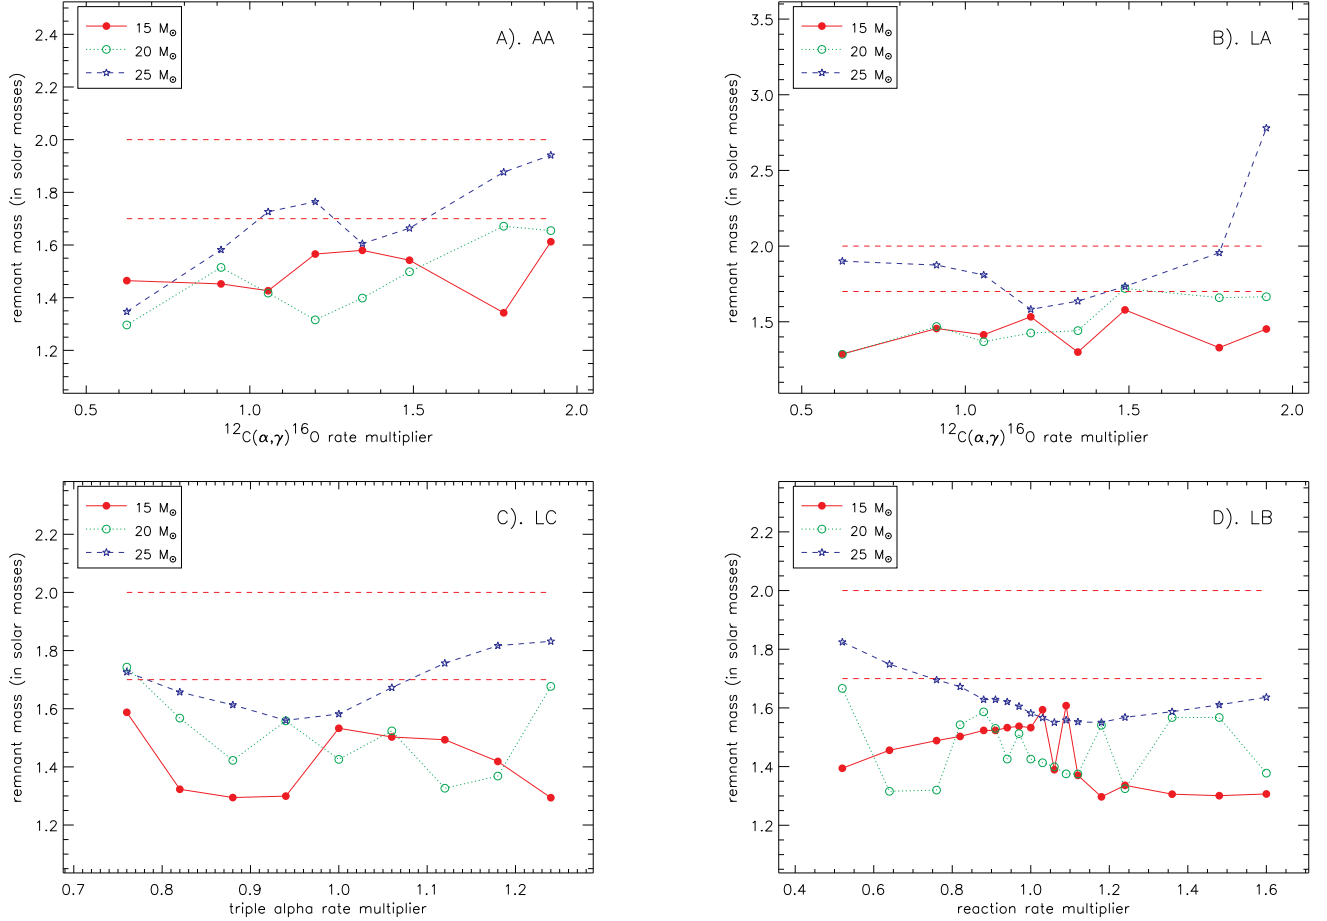 A). AA
15 M⊙
20 M⊙
25 M⊙
remnant mass (in solar masses)
2.4
2.2
2.0
1.8
1.6
1.4
1.2
0.5 1.0 1.5 2.0
¹²C(α,γ)¹⁶O rate multiplier
B). LA
15 M⊙
20 M⊙
25 M⊙
remnant mass (in solar masses)
3.5
3.0
2.5
2.0
1.5
0.5 1.0 1.5 2.0
¹²C(α,γ)¹⁶O rate multiplier
C). LC
15 M⊙
20 M⊙
25 M⊙
remnant mass (in solar masses)
2.2
2.0
1.8
1.6
1.4
1.2
0.7 0.8 0.9 1.0 1.1 1.2
triple alpha rate multiplier
D). LB
15 M⊙
20 M⊙
25 M⊙
remnant mass (in solar masses)
2.2
2.0
1.8
1.6
1.4
1.2
0.4 0.6 0.8 1.0 1.2 1.4 1.6
reaction rate multiplier